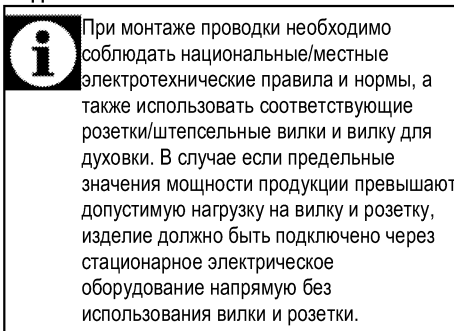 При монтаже проводки необходимо
соблюдать национальные/местные
электротехнические правила и нормы, а
также использовать соответствующие
розетки/штепсельные вилки и вилку для
духовки. В случае если предельные
значения мощности продукции превышают
допустимую нагрузку на вилку и розетку,
изделие должно быть подключено через
стационарное электрическое
оборудование напрямую без
использования вилки и розетки.